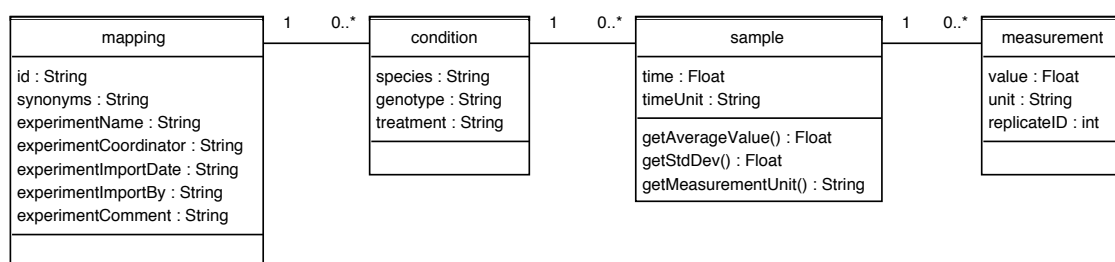 mapping
1 0..*
condition
1 0..*
sample
1 0..*
measurement
id : String
synonyms : String
experimentName : String
experimentCoordinator : String
experimentImportDate : String
experimentImportBy : String
experimentComment : String
species : String
genotype : String
treatment : String
time : Float
timeUnit : String
getAverageValue() : Float
getStdDev() : Float
getMeasurementUnit() : String
value : Float
unit : String
replicateID : int